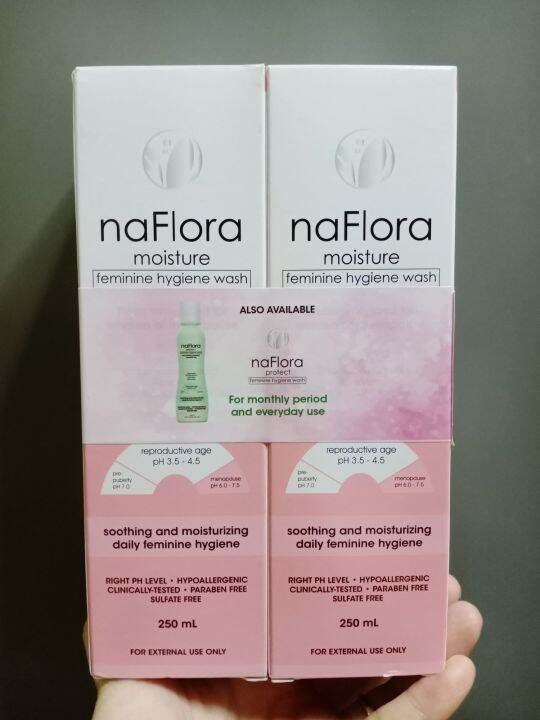 naFlora
moisture
feminine hygiene wash
naFlora
moisture
feminine hygiene wash
ALSO AVAILABLE
naFlora
naFlora
protect
feminine hygiene wash
For monthly period
and everyday use
reproductive age
pH 3.5 - 4.5
pre-
puberty
pH 7.0
menopause
pH 6.0 - 7.5
soothing and moisturizing
daily feminine hygiene
RIGHT PH LEVEL • HYPOALLERGENIC
CLINICALLY-TESTED • PARABEN FREE
SULFATE FREE
250 mL
FOR EXTERNAL USE ONLY
reproductive age
pH 3.5 - 4.5
pre-
puberty
pH 7.0
menopause
pH 6.0 - 7.5
soothing and moisturizing
daily feminine hygiene
RIGHT PH LEVEL • HYPOALLERGENIC
CLINICALLY-TESTED • PARABEN FREE
SULFATE FREE
250 mL
FOR EXTERNAL USE ONLY